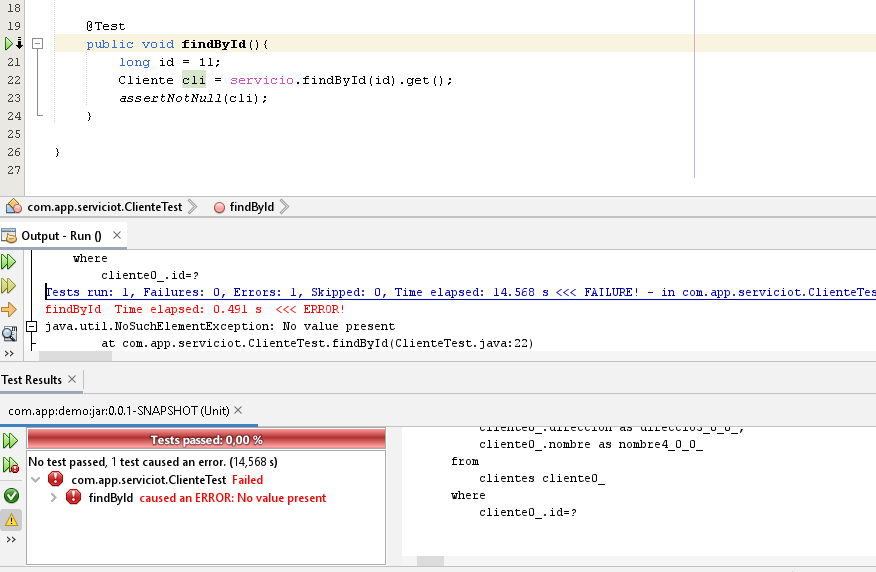 18
19 @Test
public void findById(){
21 long id = 1l;
22 Cliente cli = servicio.findById(id).get();
23 assertNotNull(cli);
24 }
25
26 }
27
com.app.serviciot.ClienteTest findById
Output - Run ()
where
cliente0_.id=?
Tests run: 1, Failures: 0, Errors: 1, Skipped: 0, Time elapsed: 14.568 s <<< FAILURE! - in com.app.serviciot.ClienteTes
findById Time elapsed: 0.491 s <<< ERROR!
java.util.NoSuchElementException: No value present
at com.app.serviciot.ClienteTest.findById(ClienteTest.java:22)
Test Results
com.app:demo:jar:0.0.1-SNAPSHOT (Unit)
Tests passed: 0,00 %
No test passed, 1 test caused an error. (14,568 s)
com.app.serviciot.ClienteTest Failed
findById caused an ERROR: No value present
cliente0_.direccion as direccio3_0_0_,
cliente0_.nombre as nombre4_0_0_
from
clientes cliente0_
where
cliente0_.id=?